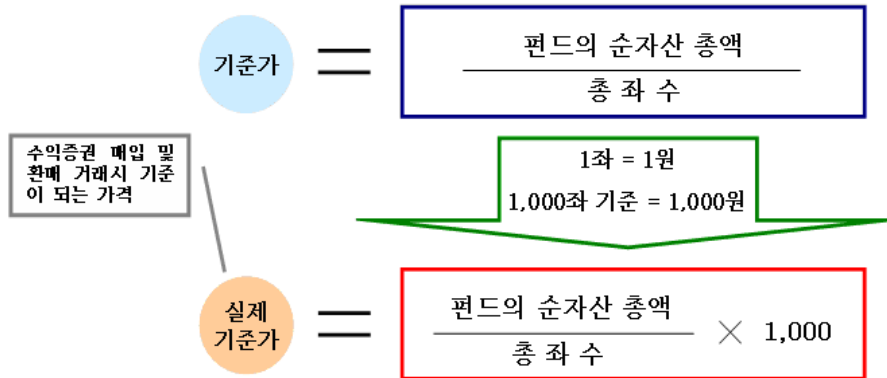 기준가
=
펀드의 순자산 총액
총 좌 수
수익증권 매입 및
환매 거래시 기준
이 되는 가격
1좌 = 1원
1,000좌 기준 = 1,000원
실제
기준가
=
펀드의 순자산 총액
총 좌 수
× 1,000